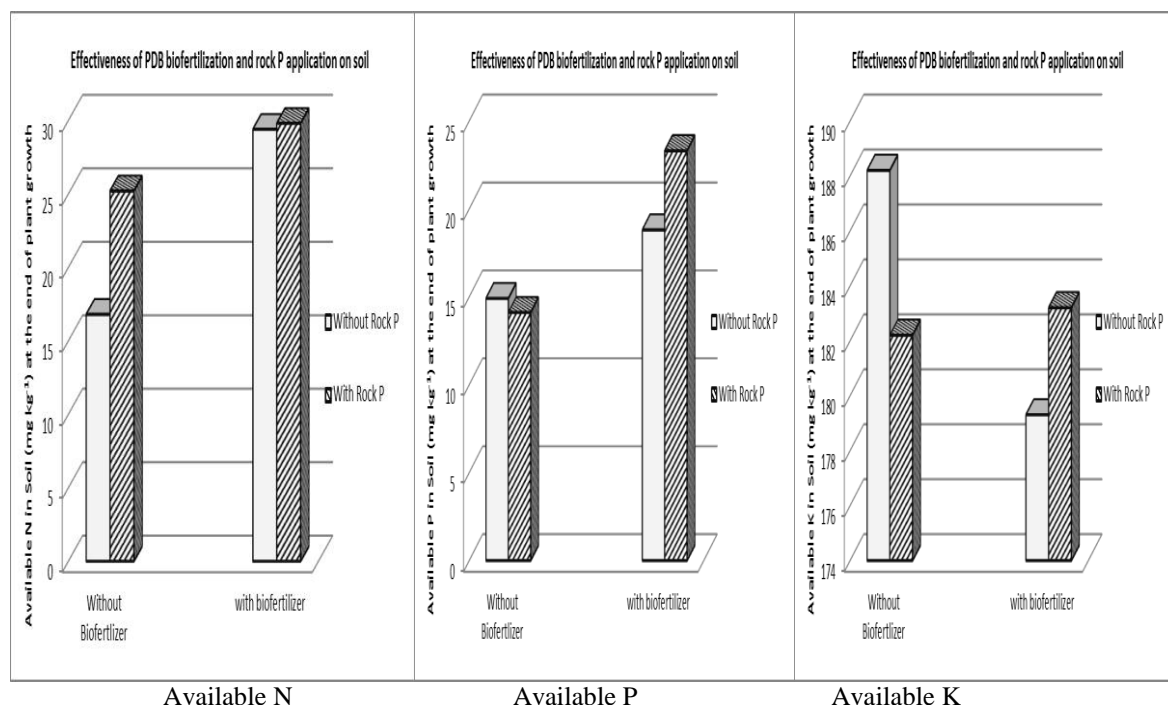 Effectiveness of PDB biofertilization and rock P application on soil
Available N in Soil (mg kg⁻¹) at the end of plant growth
30
25
20
15
10
5
0
Without
Biofertlizer
with biofertilizer
Without Rock P
With Rock P
Effectiveness of PDB biofertilization and rock P application on soil
Available P in Soil (mg kg⁻¹) at the end of plant growth
25
20
15
10
5
0
Without
Biofertlizer
with biofertilizer
Without Rock P
With Rock P
Effectiveness of PDB biofertilization and rock P application on soil
Available K in Soil (mg kg⁻¹) at the end of plant growth
190
188
186
184
182
180
178
176
174
Without
Biofertlizer
with biofertilizer
Without Rock P
With Rock P
Available N
Available P
Available K